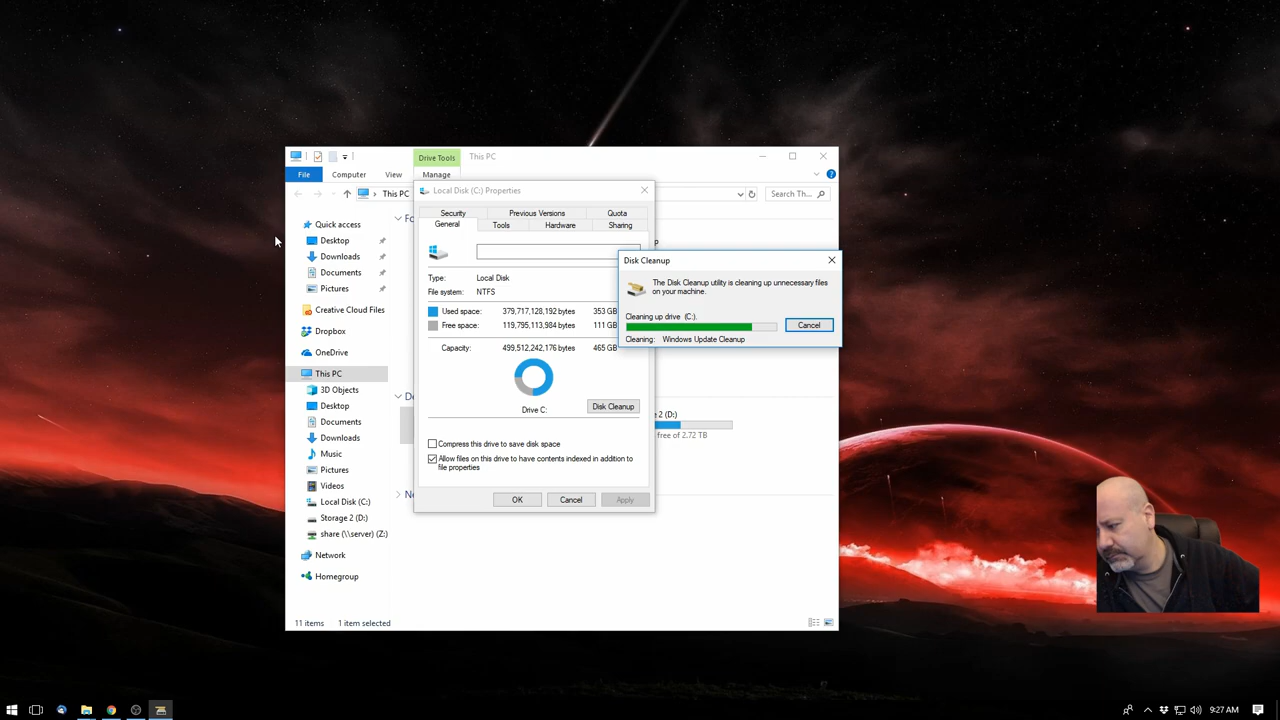 Drive Tools
This PC
File
Computer
View
Manage
This PC
Search Th...
Local Disk (C:) Properties
Security
Previous Versions
Quota
General
Tools
Hardware
Sharing
Type:
Local Disk
File system:
NTFS
Used space:
379,717,128,192 bytes
353 GB
Free space:
119,795,113,984 bytes
111 GB
Capacity:
499,512,242,176 bytes
465 GB
Drive C:
Disk Cleanup
Compress this drive to save disk space
Allow files on this drive to have contents indexed in addition to
file properties
OK
Cancel
Apply
Disk Cleanup
The Disk Cleanup utility is cleaning up unnecessary files
on your machine.
Cleaning up drive (C:).
Cancel
Cleaning: Windows Update Cleanup
Quick access
Desktop
Downloads
Documents
Pictures
Creative Cloud Files
Dropbox
OneDrive
This PC
3D Objects
Desktop
Documents
Downloads
Music
Pictures
Videos
Local Disk (C:)
Storage 2 (D:)
share (\\server) (Z:)
Network
Homegroup
2 (D:)
free of 2.72 TB
11 items
1 item selected
9:27 AM